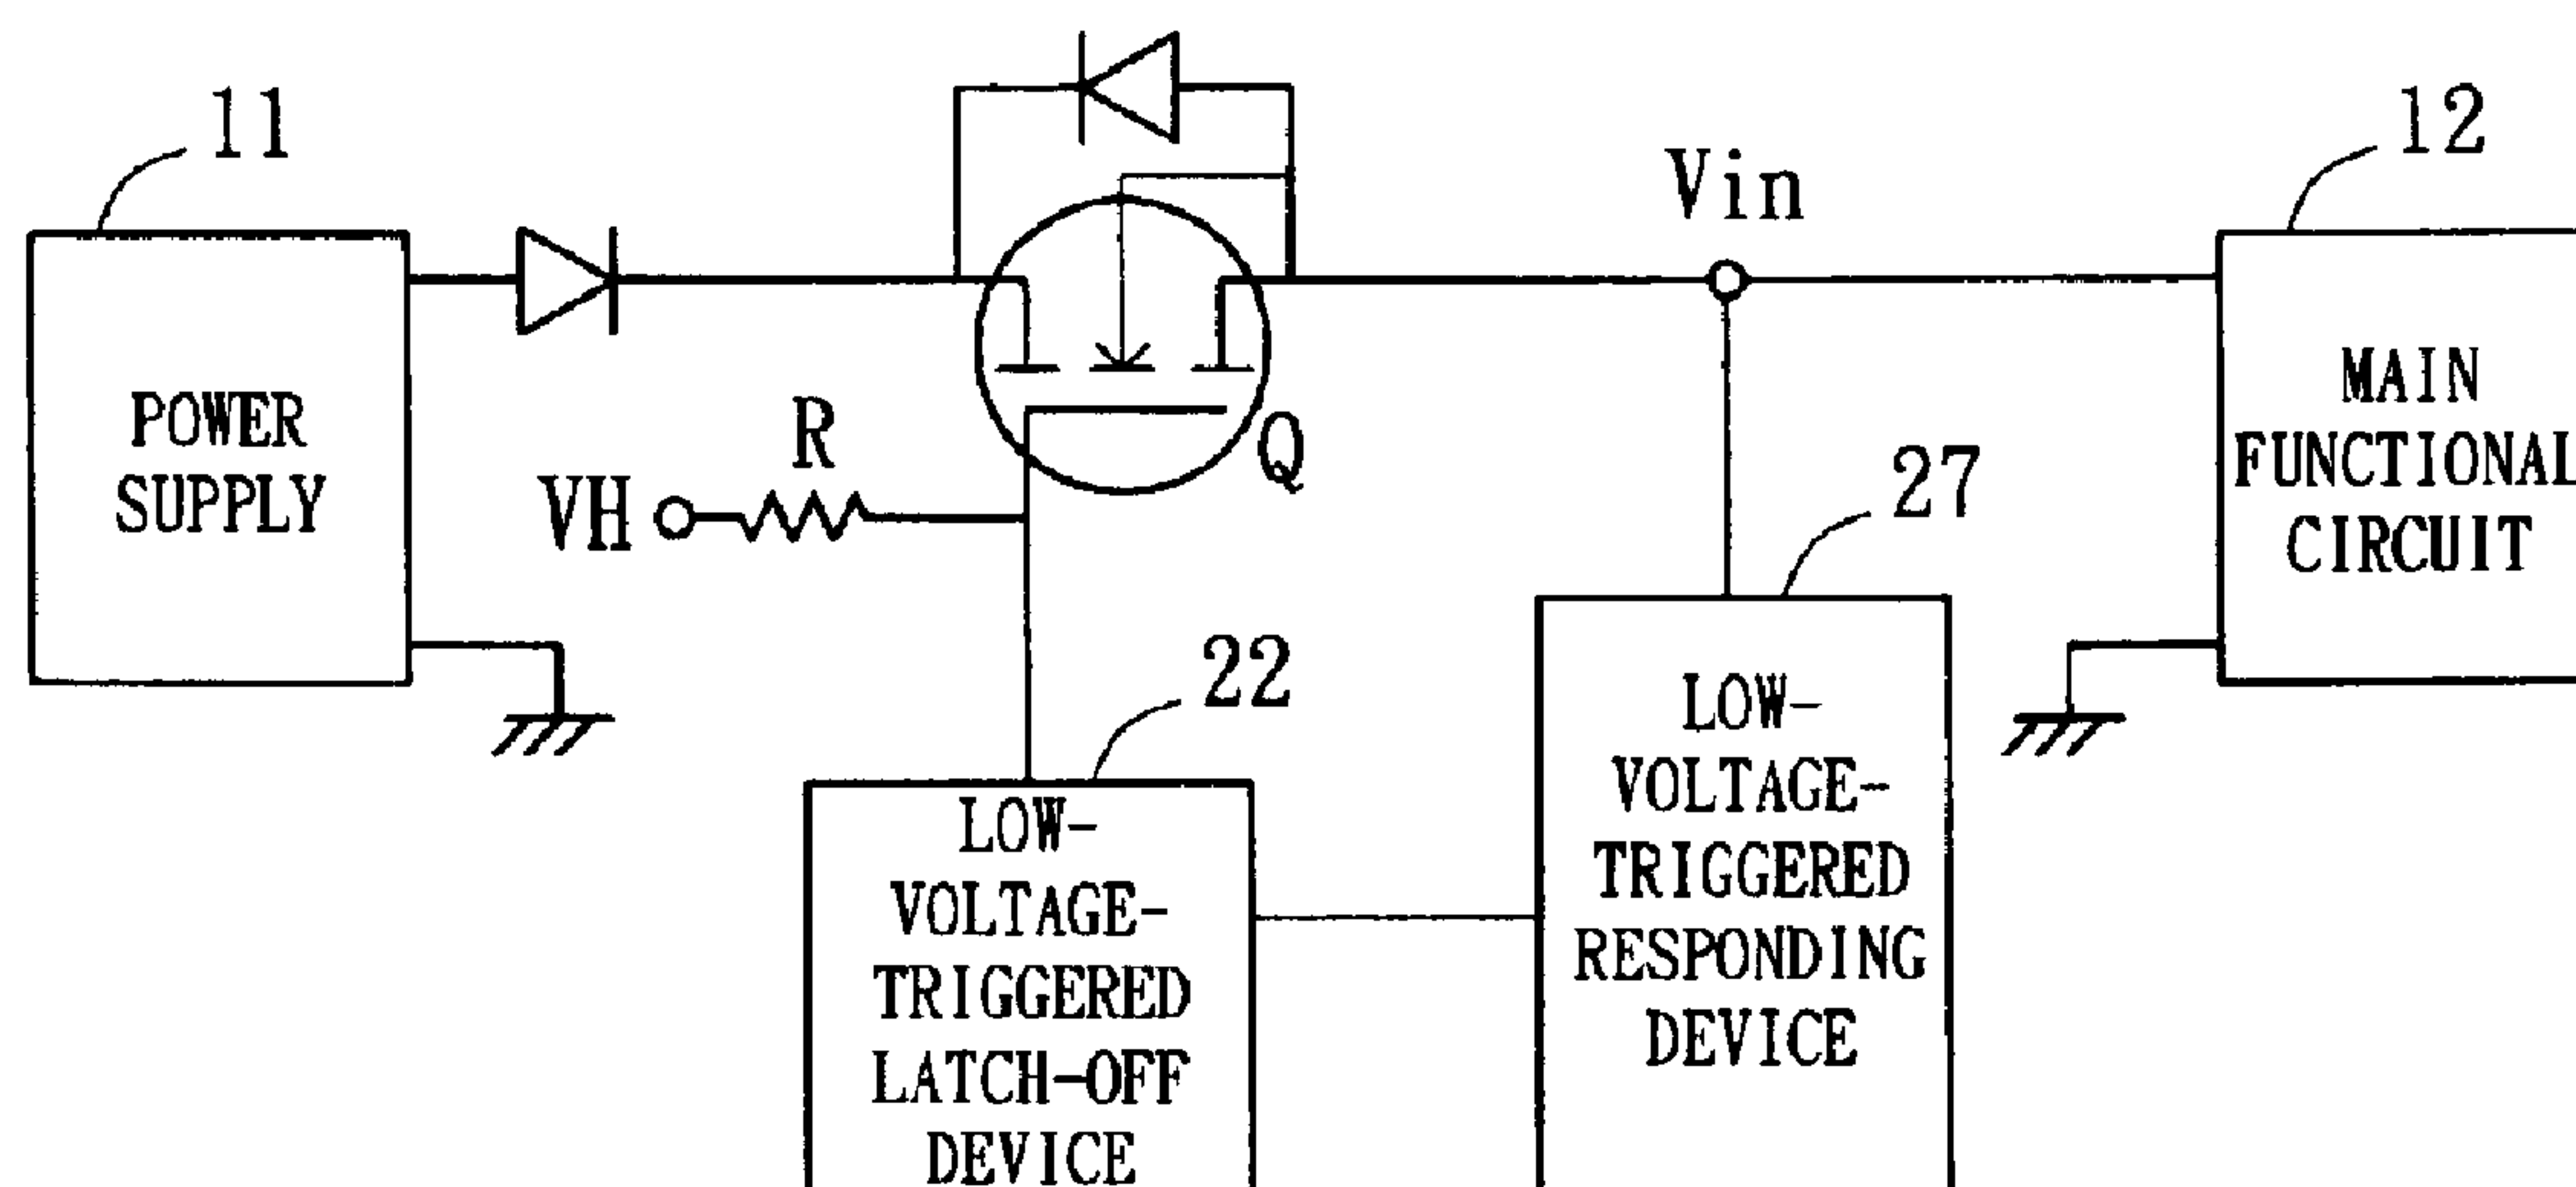 11
12
Vin
POWER
SUPPLY
R
VH
Q
MAIN
FUNCTIONAL
CIRCUIT
27
22
LOW-
VOLTAGE-
TRIGGERED
LATCH-OFF
DEVICE
LOW-
VOLTAGE-
TRIGGERED
RESPONDING
DEVICE